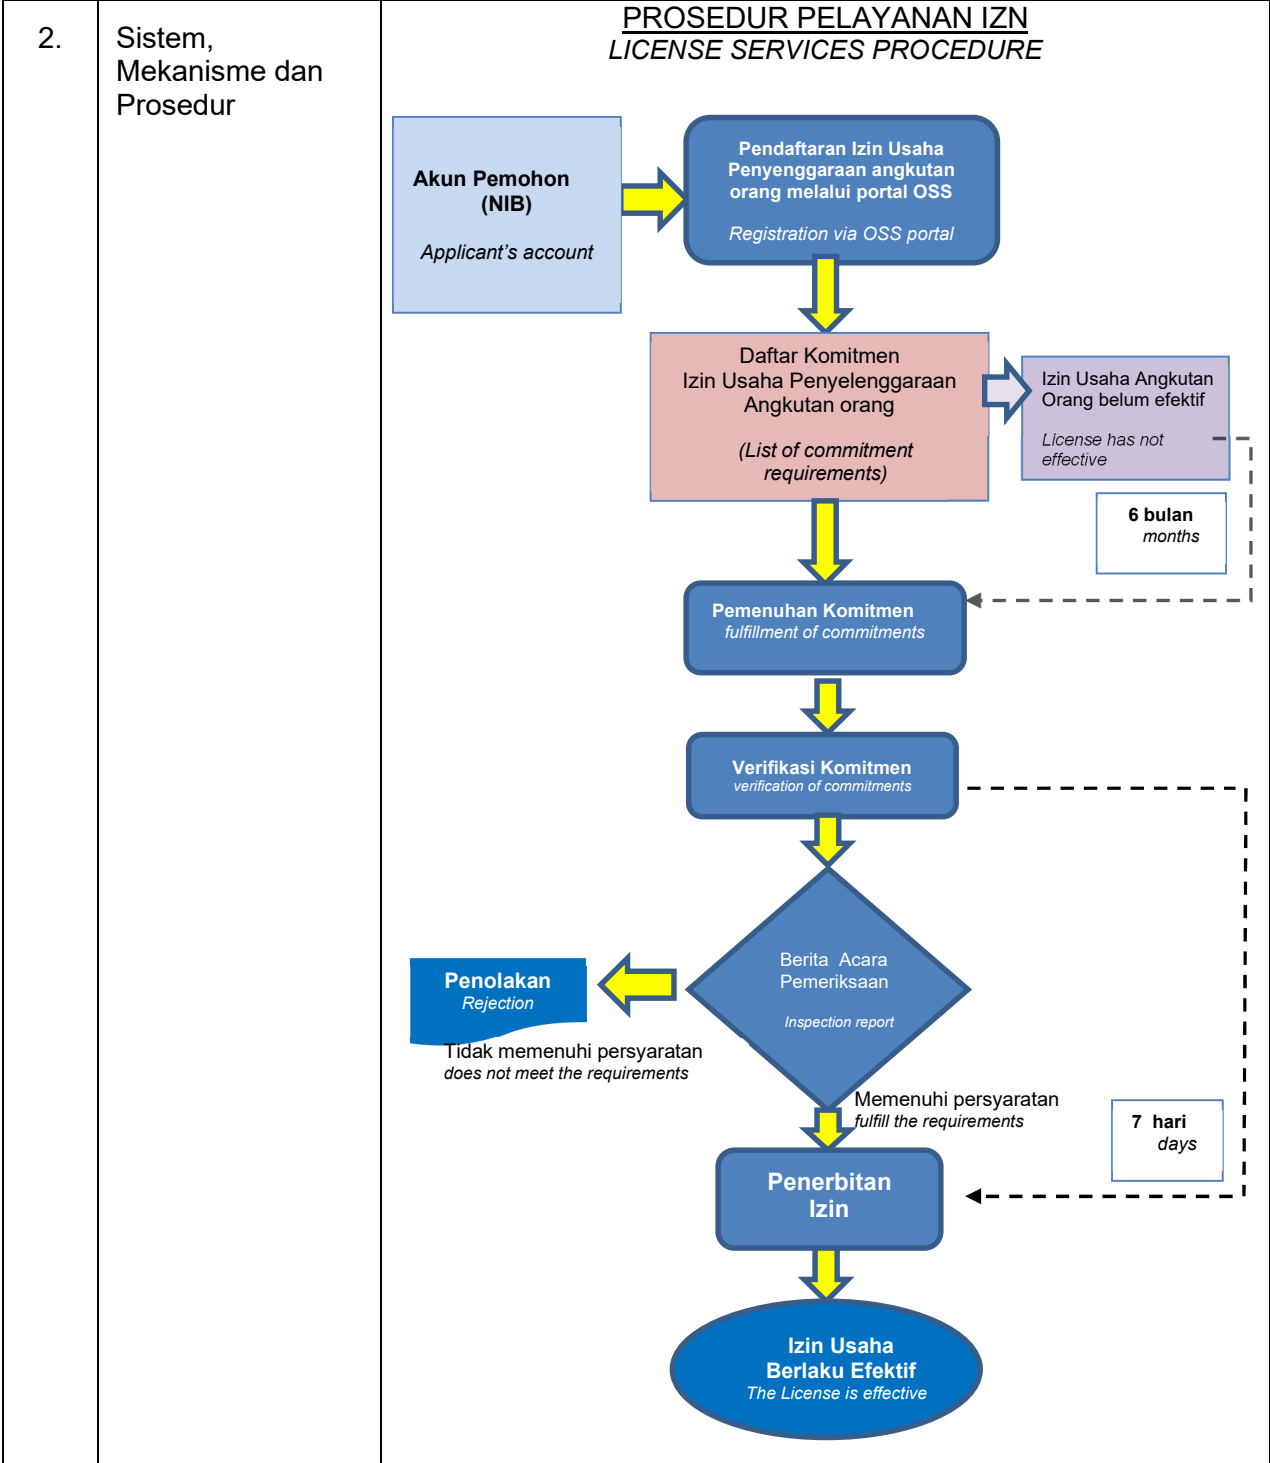 2.
Sistem,
Mekanisme dan
Prosedur
PROSEDUR PELAYANAN IZN
LICENSE SERVICES PROCEDURE
Akun Pemohon
(NIB)
Applicant's account
Pendaftaran Izin Usaha
Penyenggaraan angkutan
orang melalui portal OSS
Registration via OSS portal
Daftar Komitmen
Izin Usaha Penyelenggaraan
Angkutan orang
(List of commitment
requirements)
Izin Usaha Angkutan
Orang belum efektif
License has not
effective
6 bulan
months
Pemenuhan Komitmen
fulfillment of commitments
Verifikasi Komitmen
verification of commitments
Berita Acara
Pemeriksaan
Inspection report
Penolakan
Rejection
Tidak memenuhi persyaratan
does not meet the requirements
Memenuhi persyaratan
fulfill the requirements
7 hari
days
Penerbitan
Izin
Izin Usaha
Berlaku Efektif
The License is effective